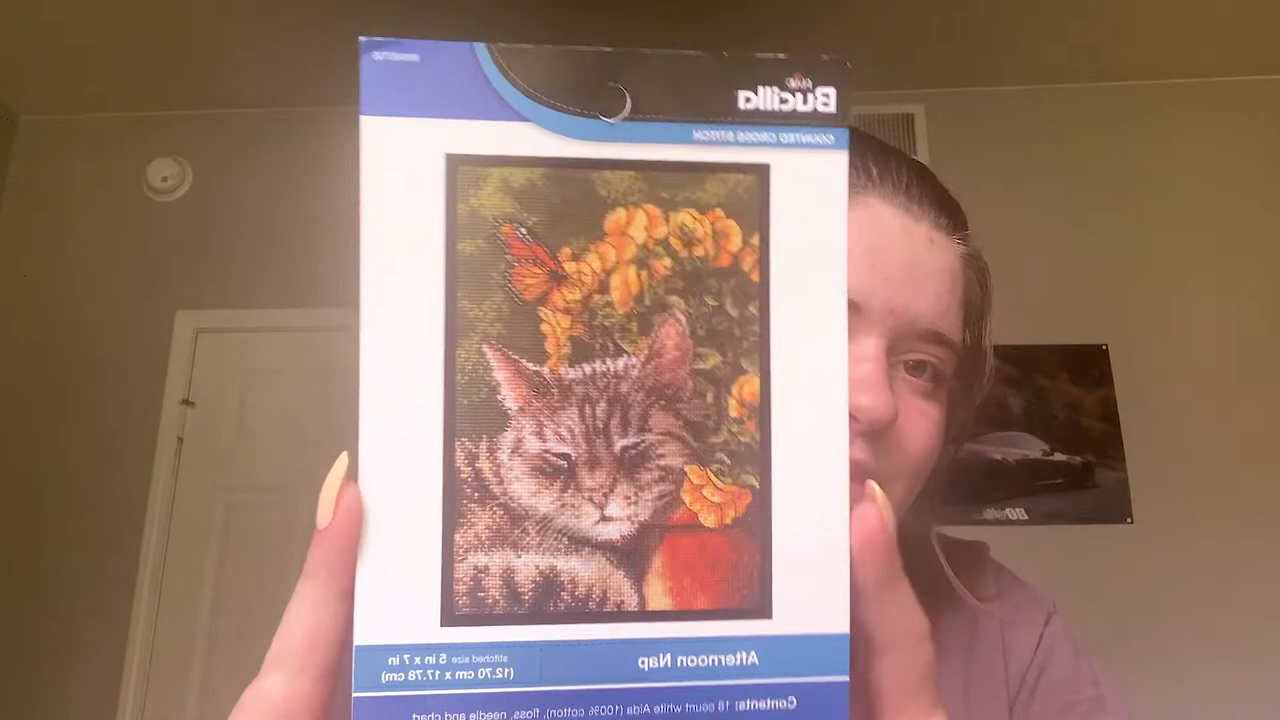 Bucilla
COUNTED CROSS STITCH
Afternoon Nap
stitched size 5 in x 7 in
(12.70 cm x 17.78 cm)
Contents: 18 count white Aida (100% cotton), floss, needle and chart